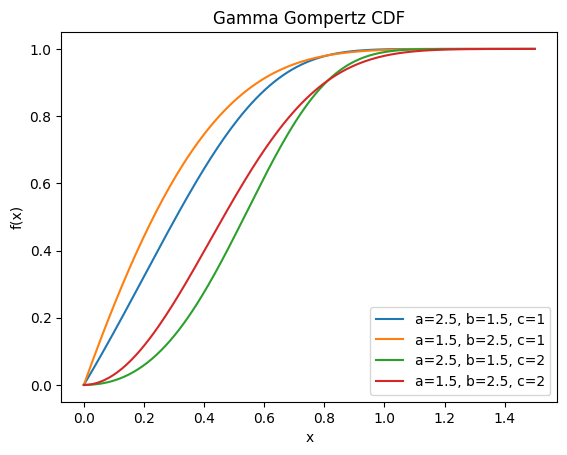 Gamma Gompertz CDF
f(x)
1.0
0.8
0.6
0.4
0.2
0.0
0.0 0.2 0.4 0.6 0.8 1.0 1.2 1.4
x
a=2.5, b=1.5, c=1
a=1.5, b=2.5, c=1
a=2.5, b=1.5, c=2
a=1.5, b=2.5, c=2